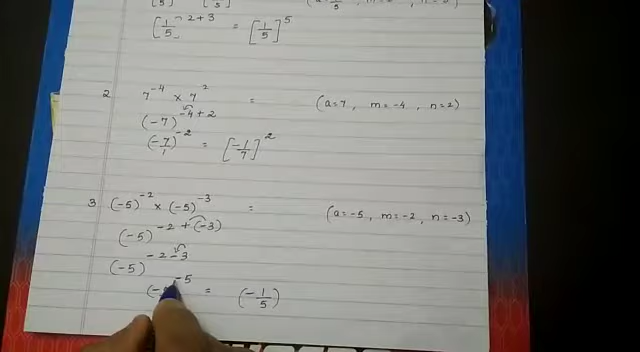 [1/5]^2+3 = [1/5]^5
2 7^-4 × 7^2 = (a=7, m=-4, n=2)
(-7)^-4+2
(-7/1)^-2 = [-1/7]^2
3 (-5)^-2 × (-5)^-3 = (a=-5, m=-2, n=-3)
(-5)^-2+(-3)
(-5)^-2-3
-5 = (-1/5)